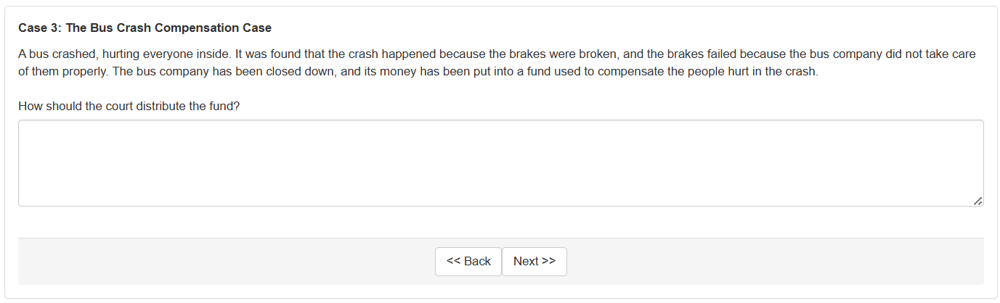 Case 3: The Bus Crash Compensation Case
A bus crashed, hurting everyone inside. It was found that the crash happened because the brakes were broken, and the brakes failed because the bus company did not take care
of them properly. The bus company has been closed down, and its money has been put into a fund used to compensate the people hurt in the crash.
How should the court distribute the fund?
<< Back Next >>